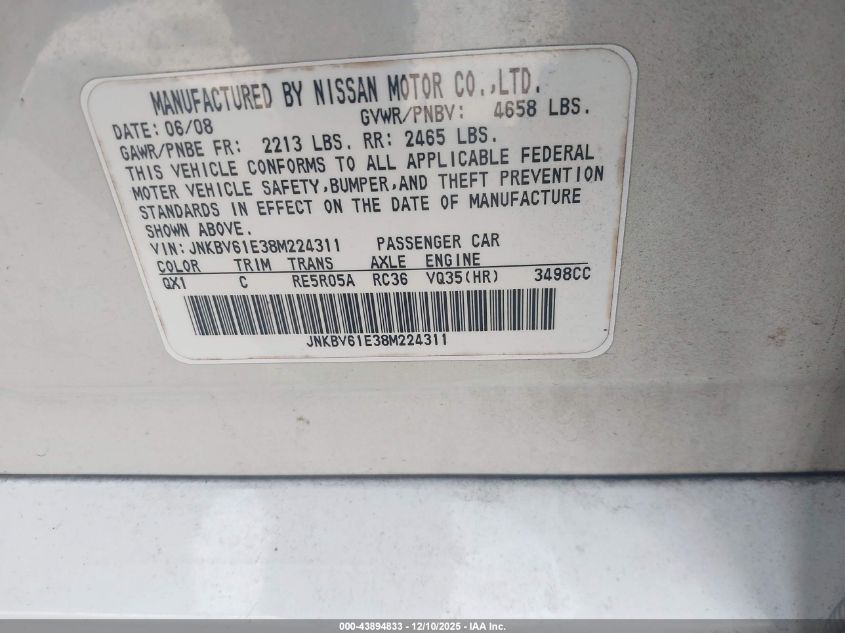 MANUFACTURED BY NISSAN MOTOR CO.,LTD.
DATE: 06/08 GVWR/PNBV: 4658 LBS.
GAWR/PNBE FR: 2213 LBS. RR: 2465 LBS.
THIS VEHICLE CONFORMS TO ALL APPLICABLE FEDERAL
MOTER VEHICLE SAFETY,BUMPER,AND THEFT PREVENTION
STANDARDS IN EFFECT ON THE DATE OF MANUFACTURE
SHOWN ABOVE.
VIN: JNKBV61E38M224311 PASSENGER CAR
COLOR TRIM TRANS AXLE ENGINE
QX1 C RE5R05A RC36 VQ35(HR) 3498CC
JNKBV61E38M224311
000-43894833 - 12/10/2025 - IAA Inc.